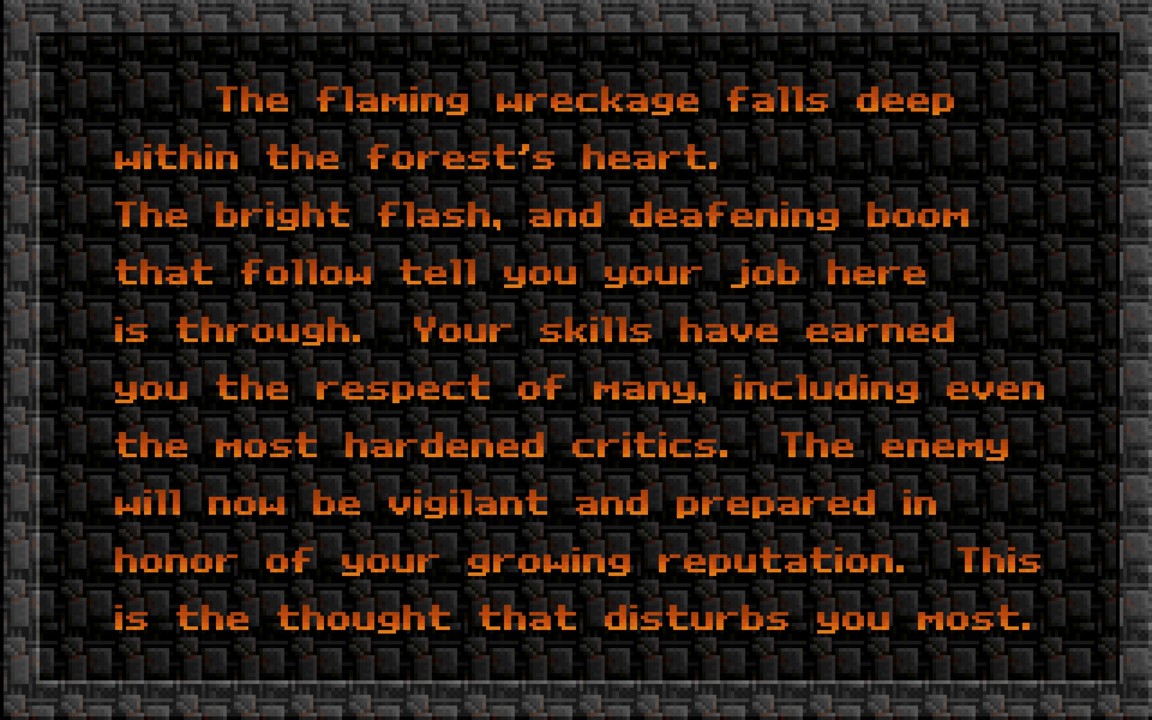 The flaming wreckage falls deep
within the forest's heart.
The bright flash, and deafening boom
that follow tell you your job here
is through.  Your skills have earned
you the respect of many, including even
the most hardened critics.  The enemy
will now be vigilant and prepared in
honor of your growing reputation.  This
is the thought that disturbs you most.